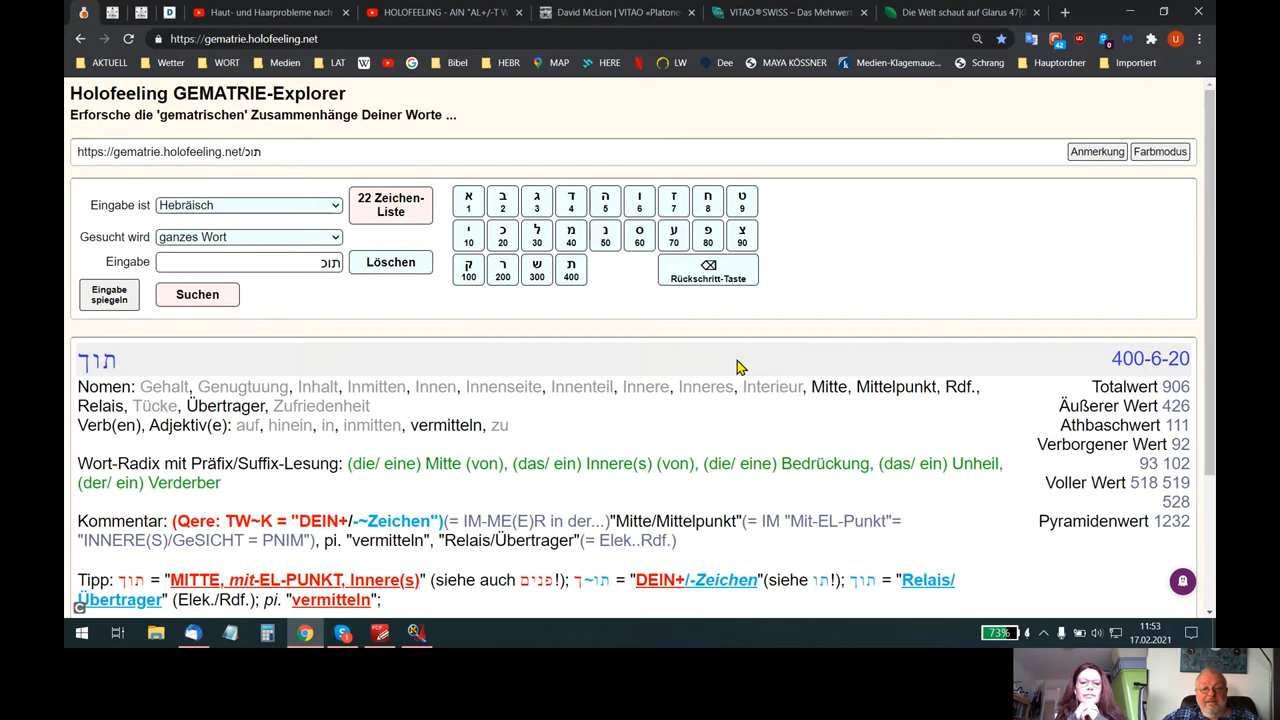 Haut- und Haarprobleme nach
HOLOFEELING - AIN "AL+/-T W
David McLion | VITAO «Platone
VITAO®SWISS – Das Mehrwert
Die Welt schaut auf Glarus 47|0
https://gematrie.holofeeling.net
AKTUELL Wetter WORT Medien LAT Bibel HEBR MAP HERE LW Dee MAYA KÖSSNER Medien-Klagemaue... Schrang Hauptordner Importiert »
Holofeeling GEMATRIE-Explorer
Erforsche die 'gematrischen' Zusammenhänge Deiner Worte ...
https://gematrie.holofeeling.net/תוכ Anmerkung Farbmodus
Eingabe ist Hebräisch 22 Zeichen-
Liste
Gesucht wird ganzes Wort
Eingabe תוכ Löschen
Eingabe
spiegeln Suchen
א ב ג ד ה ו ז ח ט
1 2 3 4 5 6 7 8 9
י כ ל מ נ ס ע פ צ
10 20 30 40 50 60 70 80 90
ק ר ש ת
100 200 300 400 Rückschritt-Taste
תוך 400-6-20
Nomen: Gehalt, Genugtuung, Inhalt, Inmitten, Innen, Innenseite, Innenteil, Innere, Inneres, Interieur, Mitte, Mittelpunkt, Rdf.,
Relais, Tücke, Übertrager, Zufriedenheit
Verb(en), Adjektiv(e): auf, hinein, in, inmitten, vermitteln, zu
Totalwert 906
Äußerer Wert 426
Athbaschwert 111
Verborgener Wert 92
93 102
Voller Wert 518 519
528
Pyramidenwert 1232
Wort-Radix mit Präfix/Suffix-Lesung: (die/ eine) Mitte (von), (das/ ein) Innere(s) (von), (die/ eine) Bedrückung, (das/ ein) Unheil,
(der/ ein) Verderber
Kommentar: (Qere: TW~K = "DEIN+/-~Zeichen")(= IM-ME(E)R in der...)"Mitte/Mittelpunkt"(= IM "Mit-EL-Punkt"=
"INNERE(S)/GeSICHT = PNIM"), pi. "vermitteln", "Relais/Übertrager"(= Elek..Rdf.)
Tipp: תוך = "MITTE, mit-EL-PUNKT, Innere(s)" (siehe auch פנים!); תו~ך = "DEIN+/-Zeichen"(siehe תו!); תוך = "Relais/
Übertrager" (Elek./Rdf.); pi. "vermitteln";
73% 11:53
17.02.2021